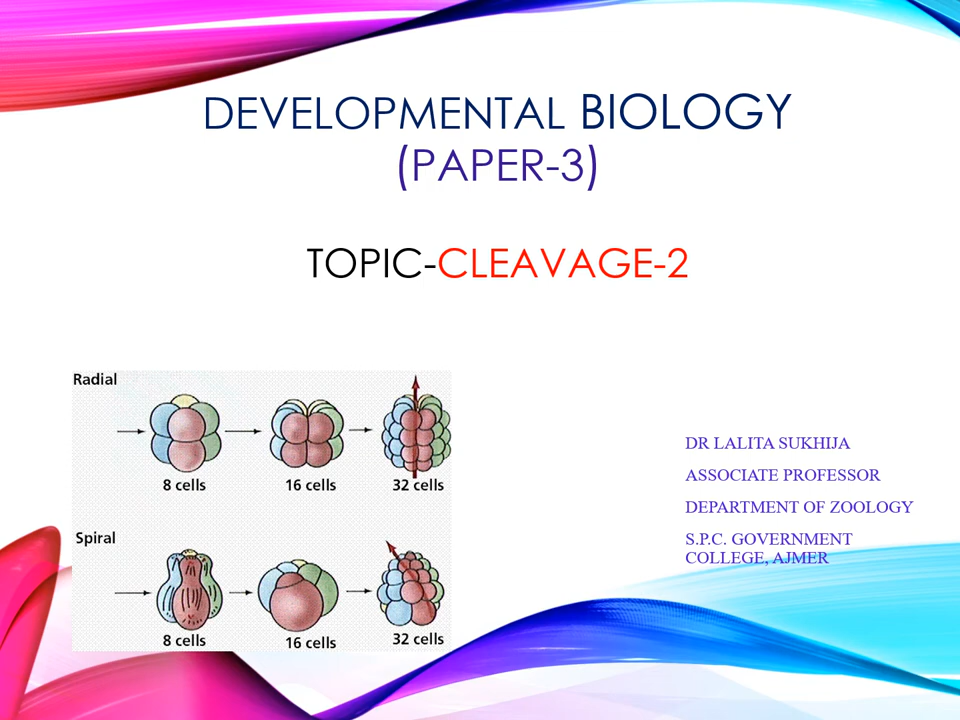 DEVELOPMENTAL BIOLOGY
(PAPER-3)
TOPIC-CLEAVAGE-2
Radial
8 cells
16 cells
32 cells
Spiral
8 cells
16 cells
32 cells
DR LALITA SUKHIJA
ASSOCIATE PROFESSOR
DEPARTMENT OF ZOOLOGY
S.P.C. GOVERNMENT
COLLEGE, AJMER